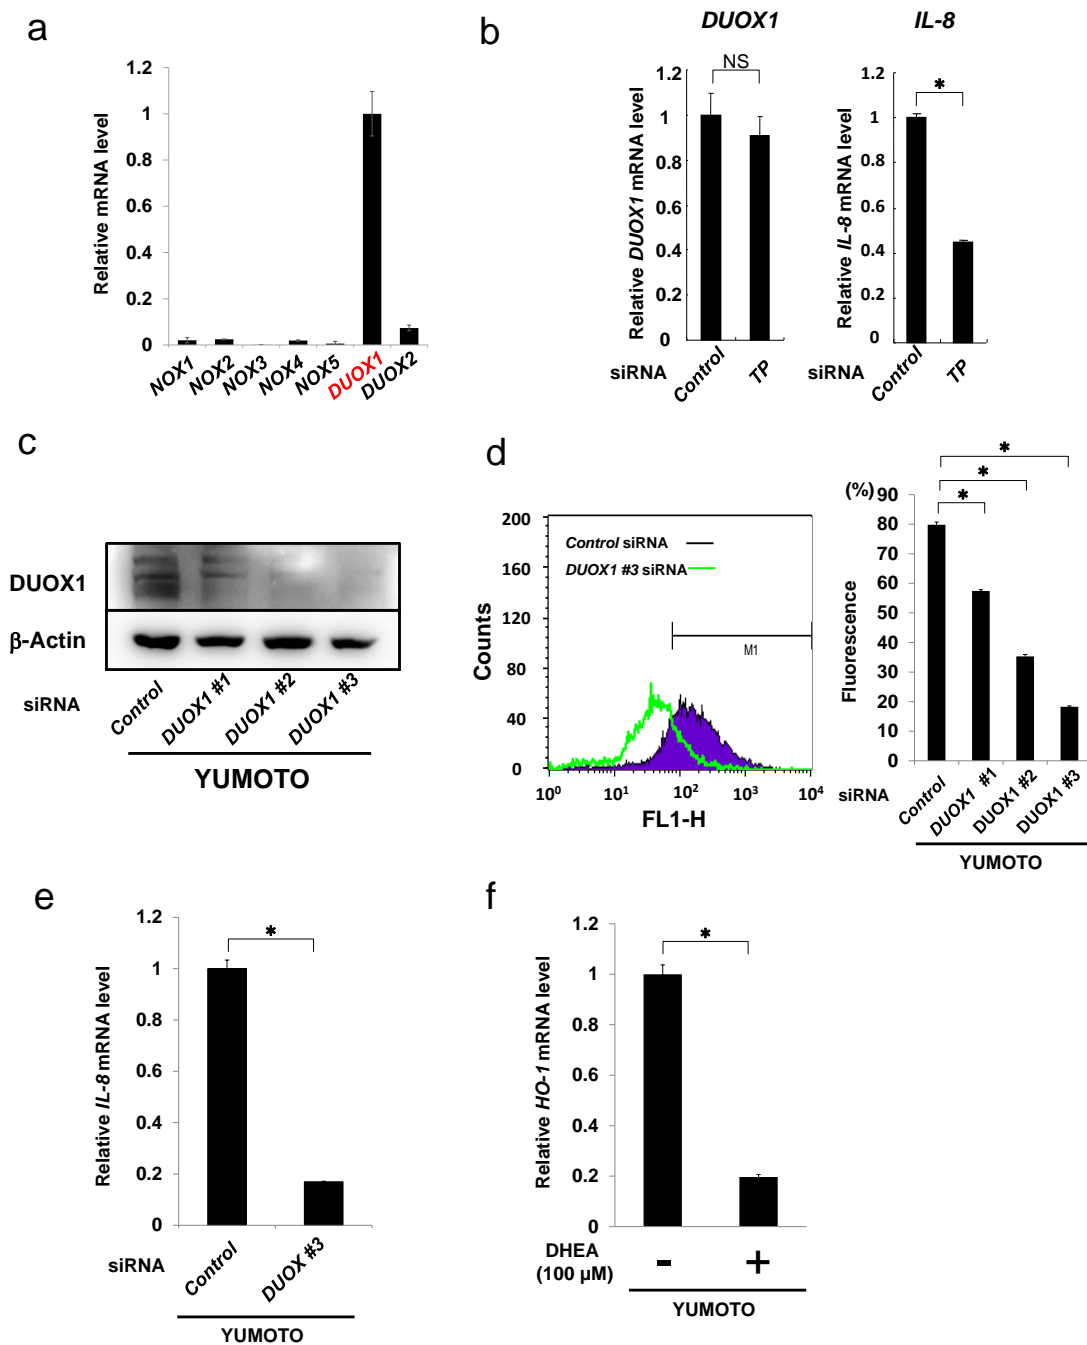 a
Relative mRNA level
1.2
1
0.8
0.6
0.4
0.2
0
NOX1
NOX2
NOX3
NOX4
NOX5
DUOX1
DUOX2
b
DUOX1
Relative DUOX1 mRNA level
1.2
1
0.8
0.6
0.4
0.2
0
NS
siRNA
Control
TP
IL-8
Relative IL-8 mRNA level
1.2
1
0.8
0.6
0.4
0.2
0
*
siRNA
Control
TP
c
DUOX1
β-Actin
siRNA
Control
DUOX1 #1
DUOX1 #2
DUOX1 #3
YUMOTO
d
Counts
200
160
120
80
40
0
Control siRNA
DUOX1 #3 siRNA
M1
10⁰
10¹
10²
10³
10⁴
FL1-H
(%)
Fluorescence
90
80
70
60
50
40
30
20
10
0
*
*
*
siRNA
Control
DUOX1 #1
DUOX1 #2
DUOX1 #3
YUMOTO
e
Relative IL-8 mRNA level
1.2
1
0.8
0.6
0.4
0.2
0
*
siRNA
Control
DUOX #3
YUMOTO
f
Relative HO-1 mRNA level
1.2
1
0.8
0.6
0.4
0.2
0
*
DHEA
(100 μM)
- +
YUMOTO